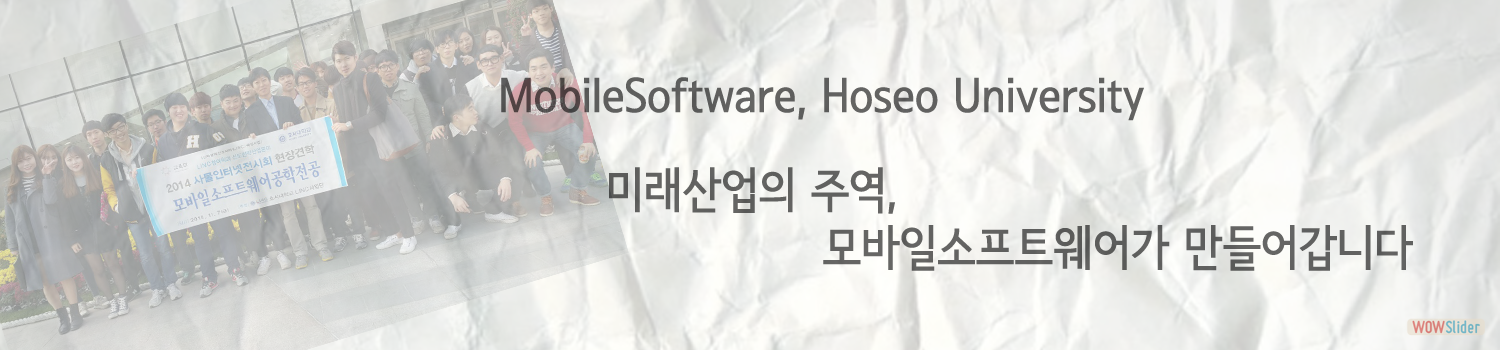 MobileSoftware, Hoseo University
미래산업의 주역,
모바일소프트웨어가 만들어갑니다
2014 사물인터넷전시회 현장견학
모바일소프트웨어공학전공
WOWSlider